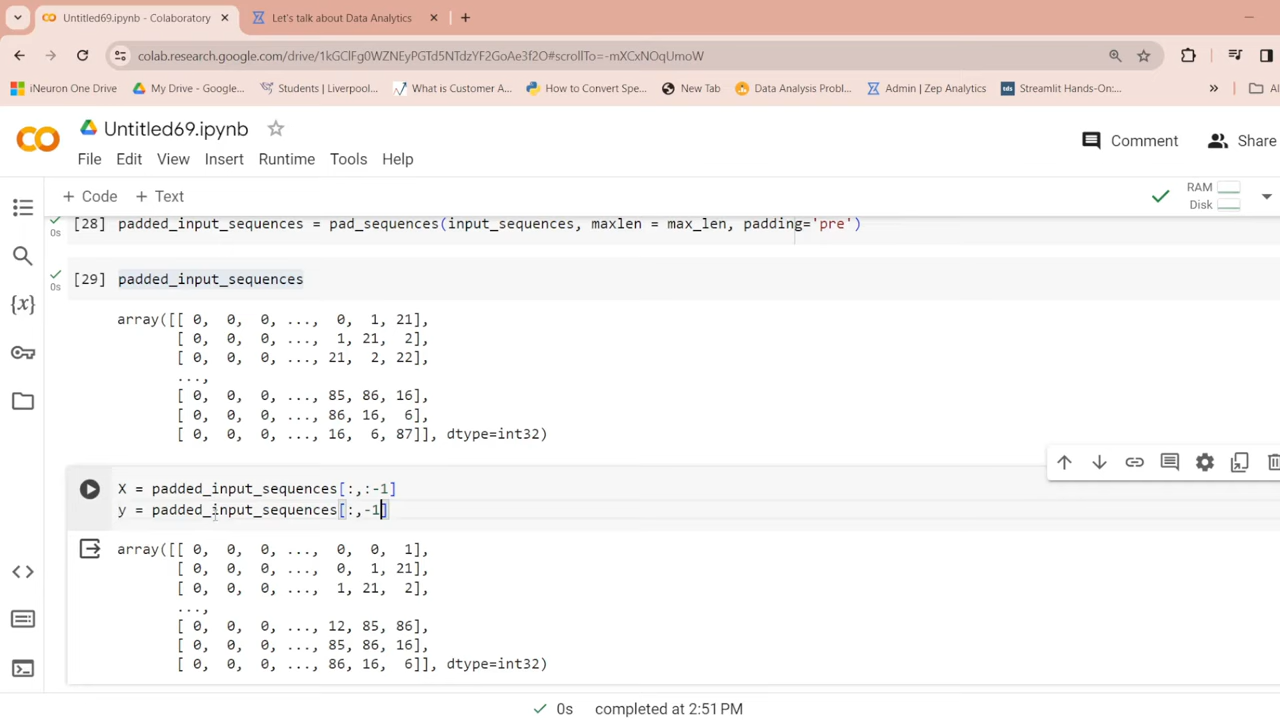 Untitled69.ipynb - Colaboratory
Let's talk about Data Analytics
colab.research.google.com/drive/1kGClFg0WZNEyPGTd5NTdzYF2GoAe3f2O#scrollTo=-mXCxNOqUmoW
iNeuron One Drive
My Drive - Google...
Students | Liverpool...
What is Customer A...
How to Convert Spe...
New Tab
Data Analysis Probl...
Admin | Zep Analytics
Streamlit Hands-On:...
»
Al
CO
Untitled69.ipynb
Comment
Share
File Edit View Insert Runtime Tools Help
+ Code + Text
RAM
Disk
[28] padded_input_sequences = pad_sequences(input_sequences, maxlen = max_len, padding='pre')
0s
[29] padded_input_sequences
0s
array([[ 0, 0, 0, ..., 0, 1, 21],
[ 0, 0, 0, ..., 1, 21, 2],
[ 0, 0, 0, ..., 21, 2, 22],
...,
[ 0, 0, 0, ..., 85, 86, 16],
[ 0, 0, 0, ..., 86, 16, 6],
[ 0, 0, 0, ..., 16, 6, 87]], dtype=int32)
X = padded_input_sequences[:,:-1]
y = padded_input_sequences[:,-1]
array([[ 0, 0, 0, ..., 0, 0, 1],
[ 0, 0, 0, ..., 0, 1, 21],
[ 0, 0, 0, ..., 1, 21, 2],
...,
[ 0, 0, 0, ..., 12, 85, 86],
[ 0, 0, 0, ..., 85, 86, 16],
[ 0, 0, 0, ..., 86, 16, 6]], dtype=int32)
0s completed at 2:51 PM